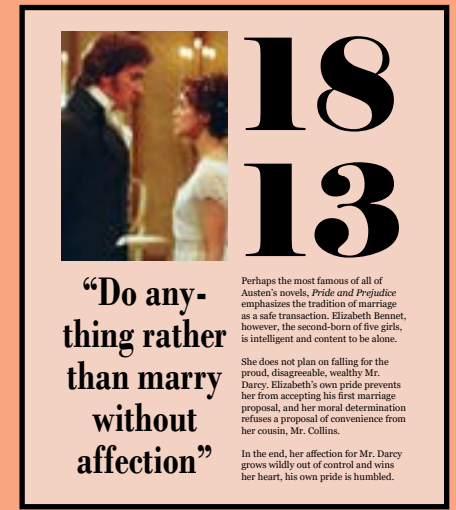 18
13
“Do any-
thing rather
than marry
without
affection”
Perhaps the most famous of all of
Austen’s novels, Pride and Prejudice
emphasizes the tradition of marriage
as a safe transaction. Elizabeth Bennet,
however, the second-born of five girls,
is intelligent and content to be alone.
She does not plan on falling for the
proud, disagreeable, wealthy Mr.
Darcy. Elizabeth’s own pride prevents
her from accepting his first marriage
proposal, and her moral determination
refuses a proposal of convenience from
her cousin, Mr. Collins.
In the end, her affection for Mr. Darcy
grows wildly out of control and wins
her heart, his own pride is humbled.